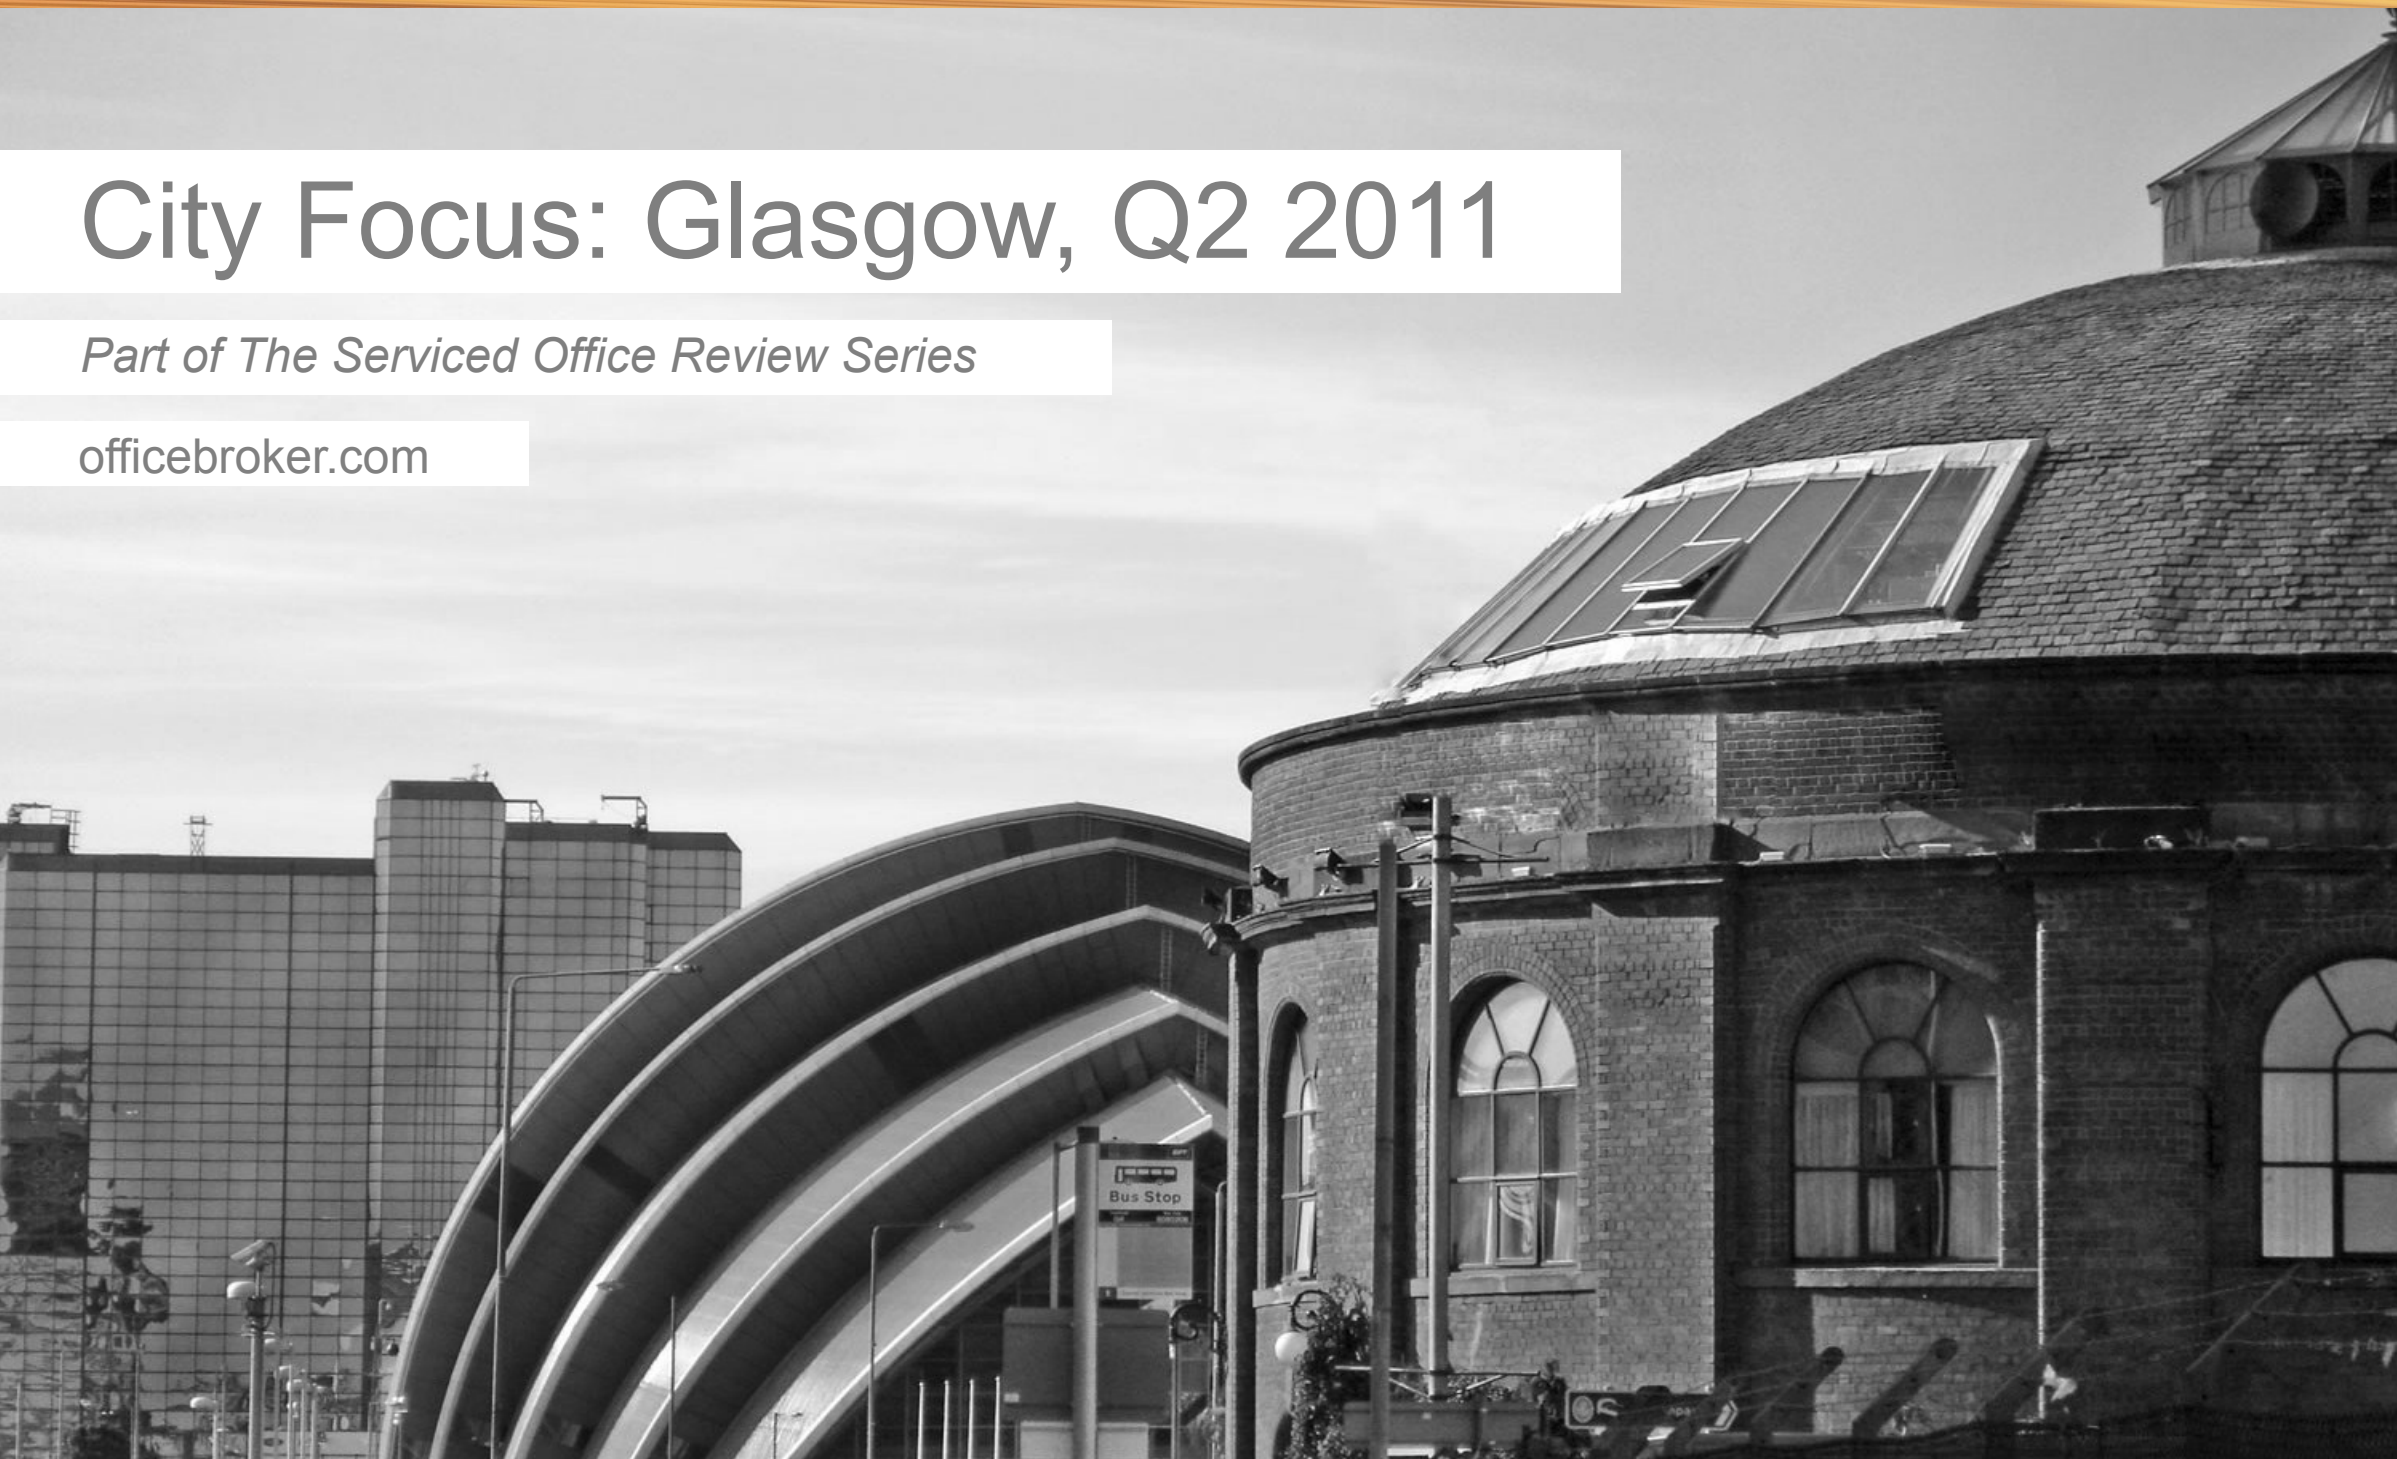 City Focus: Glasgow, Q2 2011
Part of The Serviced Office Review Series
officebroker.com
Bus Stop